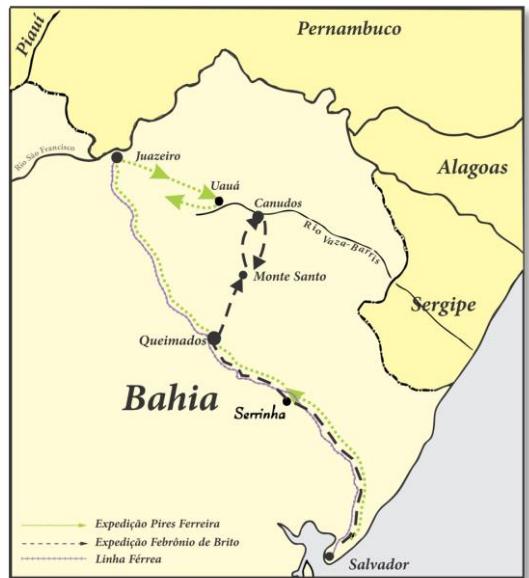 Piauí
Pernambuco
Rio São Francisco
Juazeiro
Alagoas
Uauá
Canudos
Rio Vaza-Barris
Monte Santo
Sergipe
Queimados
Bahia
Serrinha
Expedição Pires Ferreira
Expedição Febrônio de Brito
Linha Férrea
Salvador